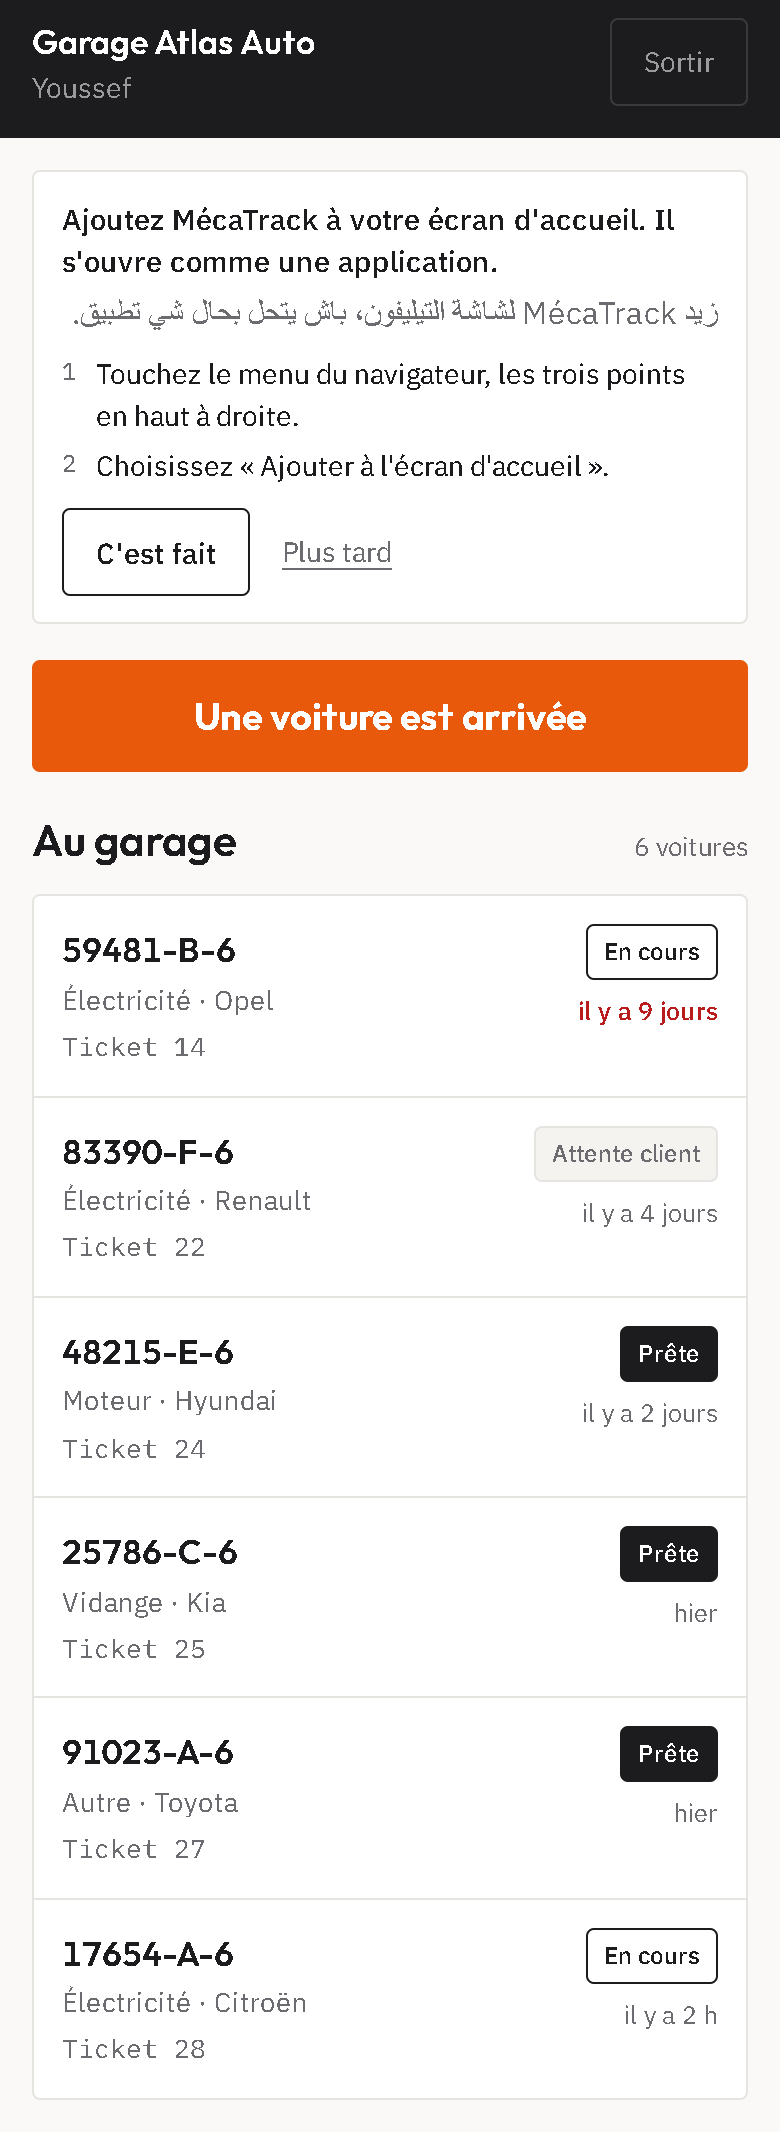 Garage Atlas Auto
Youssef
Sortir
Ajoutez MécaTrack à votre écran d'accueil. Il
s'ouvre comme une application.
زيد MécaTrack لشاشة التيليفون، باش يتحل بحال شي تطبيق.
1 Touchez le menu du navigateur, les trois points
en haut à droite.
2 Choisissez « Ajouter à l'écran d'accueil ».
C'est fait
Plus tard
Une voiture est arrivée
Au garage
6 voitures
59481-B-6
En cours
Électricité · Opel
il y a 9 jours
Ticket 14
83390-F-6
Attente client
Électricité · Renault
il y a 4 jours
Ticket 22
48215-E-6
Prête
Moteur · Hyundai
il y a 2 jours
Ticket 24
25786-C-6
Prête
Vidange · Kia
hier
Ticket 25
91023-A-6
Prête
Autre · Toyota
hier
Ticket 27
17654-A-6
En cours
Électricité · Citroën
il y a 2 h
Ticket 28